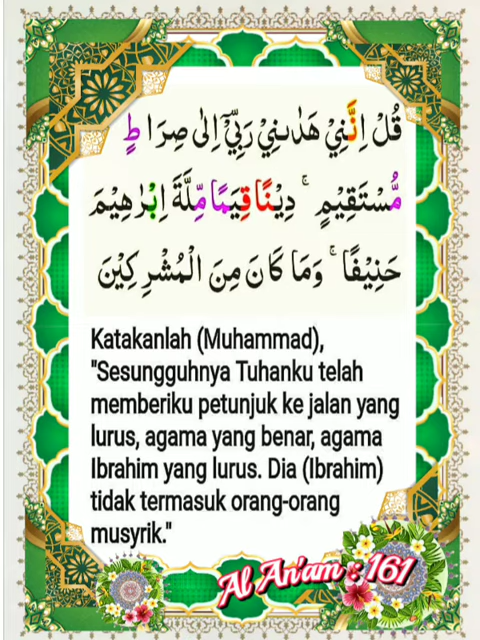 قُلْ اِنَّنِيْ هَدٰىنِيْ رَبِّيْٓ اِلٰى صِرَاطٍ
مُّسْتَقِيْمٍ ۚ دِيْنًا قِيَمًا مِّلَّةَ اِبْرٰهِيْمَ
حَنِيْفًا ۚ وَمَا كَانَ مِنَ الْمُشْرِكِيْنَ
Katakanlah (Muhammad),
"Sesungguhnya Tuhanku telah
memberiku petunjuk ke jalan yang
lurus, agama yang benar, agama
Ibrahim yang lurus. Dia (Ibrahim)
tidak termasuk orang-orang
musyrik."
Al An'am : 161